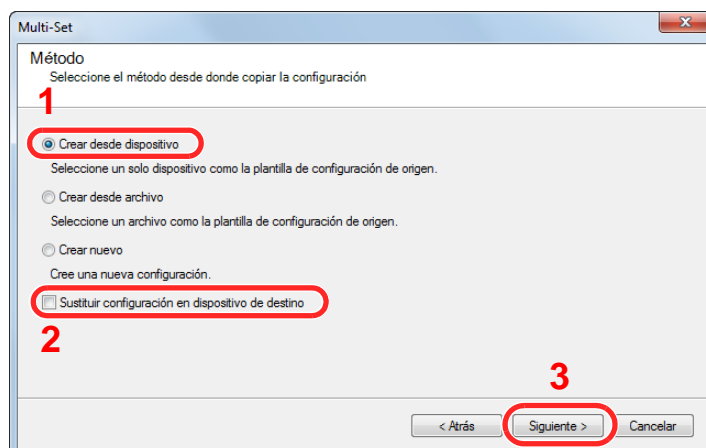 Multi-Set
Método
Seleccione el método desde donde copiar la configuración
1
Crear desde dispositivo
Seleccione un solo dispositivo como la plantilla de configuración de origen.
Crear desde archivo
Seleccione un archivo como la plantilla de configuración de origen.
Crear nuevo
Cree una nueva configuración.
Sustituir configuración en dispositivo de destino
2
3
< Atrás Siguiente > Cancelar